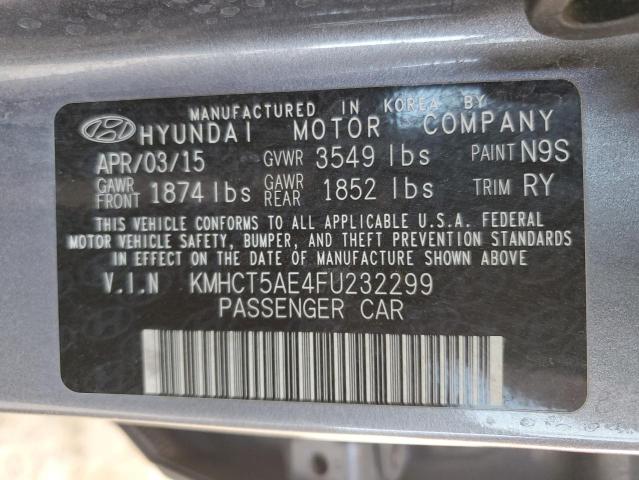 MANUFACTURED IN KOREA BY
HYUNDAI MOTOR COMPANY
APR/03/15 GVWR 3549 lbs PAINT N9S
GAWR FRONT 1874 lbs GAWR REAR 1852 lbs TRIM RY
THIS VEHICLE CONFORMS TO ALL APPLICABLE U.S.A. FEDERAL
MOTOR VEHICLE SAFETY, BUMPER, AND THEFT PREVENTION STANDARDS
IN EFFECT ON THE DATE OF MANUFACTURE SHOWN ABOVE.
V.I.N KMHCT5AE4FU232299
PASSENGER CAR